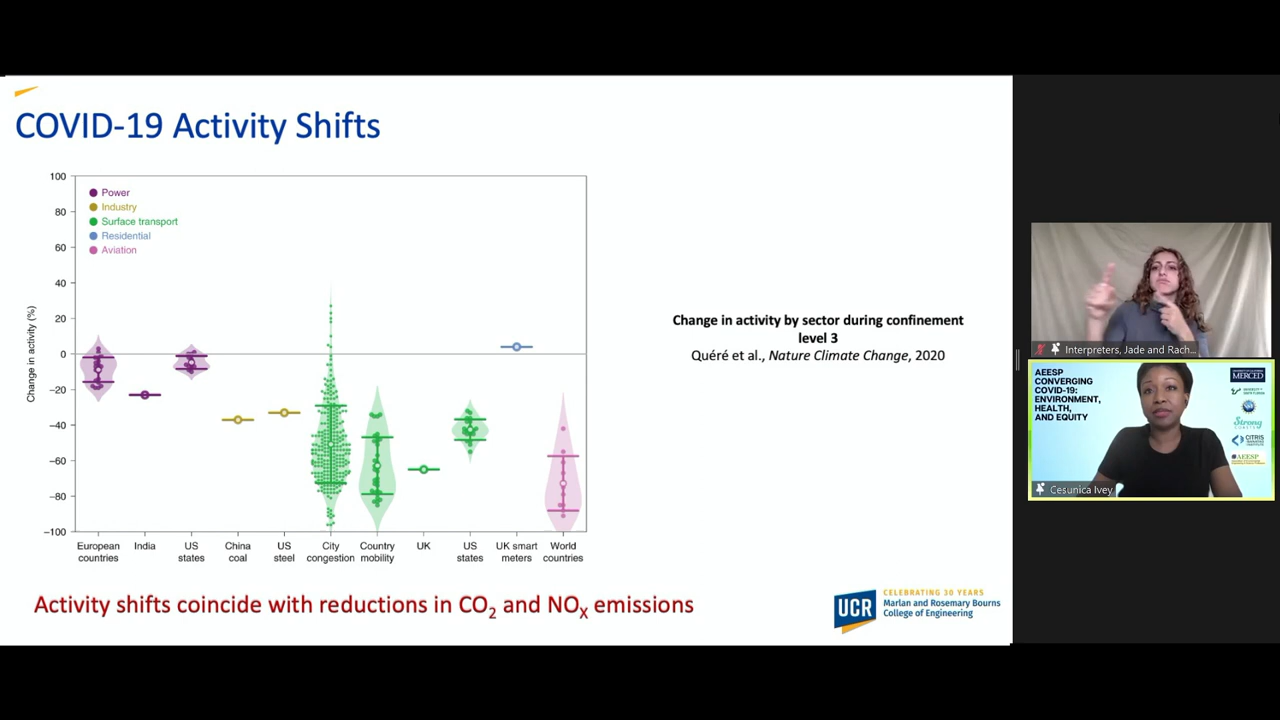 COVID-19 Activity Shifts
100
80
60
40
20
0
−20
−40
−60
−80
−100
Change in activity (%)
Power
Industry
Surface transport
Residential
Aviation
European
countries
India
US
states
China
coal
US
steel
City
congestion
Country
mobility
UK
US
states
UK smart
meters
World
countries
Change in activity by sector during confinement
level 3
Quéré et al., Nature Climate Change, 2020
Activity shifts coincide with reductions in CO2 and NOX emissions
UCR
CELEBRATING 30 YEARS
Marlan and Rosemary Bourns
College of Engineering
Interpreters, Jade and Rach...
AEESP
CONVERGING
COVID-19:
ENVIRONMENT,
HEALTH,
AND EQUITY
MERCED
Strong
CITRIS
AEESP
Cesunica Ivey